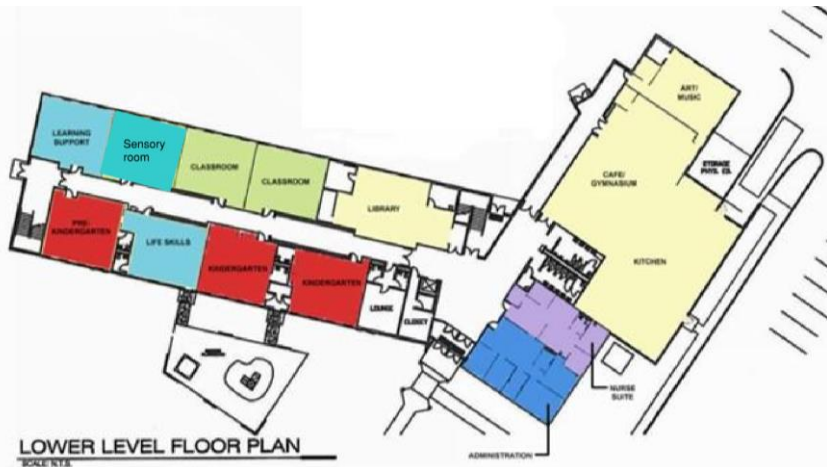 ART/
MUSIC
LEARNING
SUPPORT
Sensory
room
CLASSROOM
CLASSROOM
STORAGE
PHYS. ED.
CAFE/
GYMNASIUM
LIBRARY
PRE-
KINDERGARTEN
LIFE SKILLS
KINDERGARTEN
KINDERGARTEN
KITCHEN
LOUNGE
CLOSET
NURSE
SUITE
ADMINISTRATION
LOWER LEVEL FLOOR PLAN
SCALE: N.T.S.